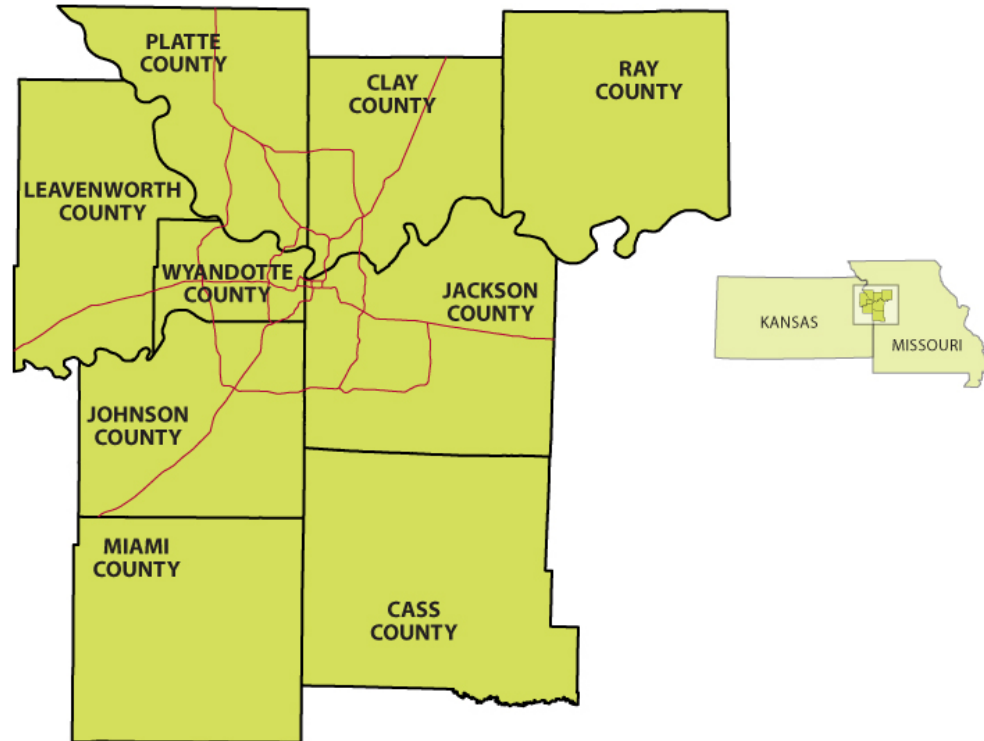 PLATTE
COUNTY
CLAY
COUNTY
RAY
COUNTY
LEAVENWORTH
COUNTY
WYANDOTTE
COUNTY
JACKSON
COUNTY
KANSAS
MISSOURI
JOHNSON
COUNTY
MIAMI
COUNTY
CASS
COUNTY